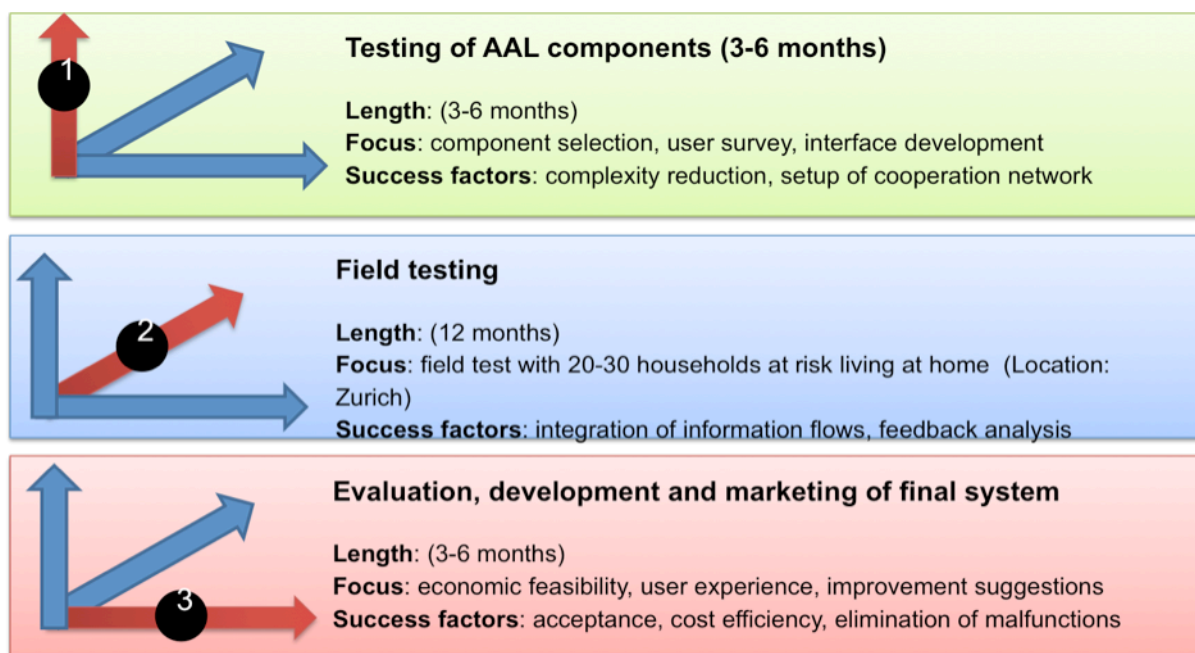 1
Testing of AAL components (3-6 months)
Length: (3-6 months)
Focus: component selection, user survey, interface development
Success factors: complexity reduction, setup of cooperation network
2
Field testing
Length: (12 months)
Focus: field test with 20-30 households at risk living at home (Location:
Zurich)
Success factors: integration of information flows, feedback analysis
3
Evaluation, development and marketing of final system
Length: (3-6 months)
Focus: economic feasibility, user experience, improvement suggestions
Success factors: acceptance, cost efficiency, elimination of malfunctions